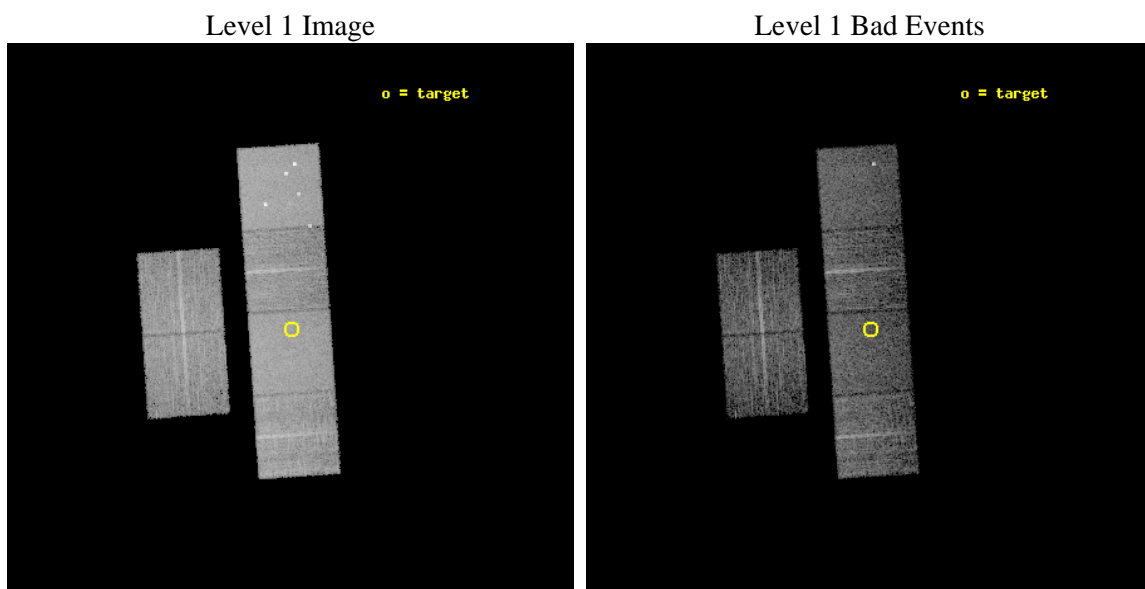 Level 1 Image
Level 1 Bad Events
o = target
o = target